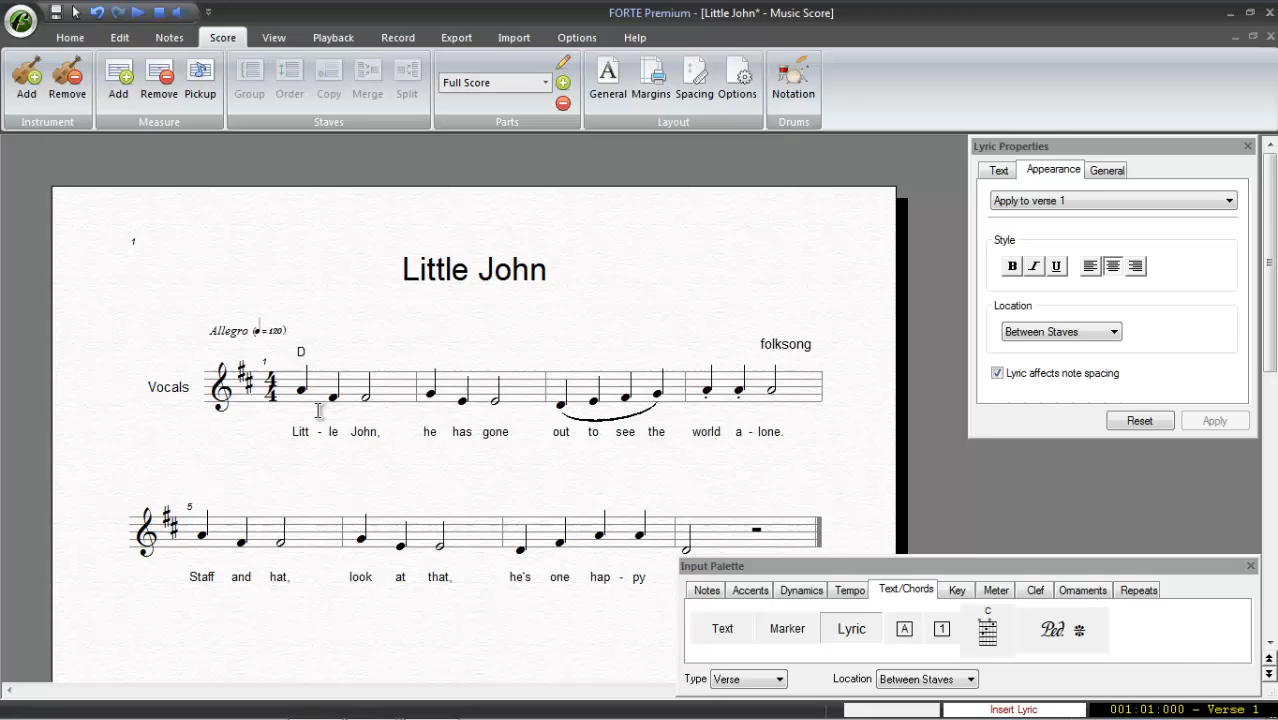 FORTE Premium - [Little John* - Music Score]
Home Edit Notes Score View Playback Record Export Import Options Help
Add Remove Add Remove Pickup Group Order Copy Merge Split Full Score General Margins Spacing Options Notation
Instrument Measure Staves Parts Layout Drums
Lyric Properties
Text Appearance General
Apply to verse 1
Style
B I U
Location
Between Staves
Lyric affects note spacing
Reset Apply
1
Little John
Allegro (♩= 120)
folksong
D
1
Vocals
4
4
Litt - le John, he has gone out to see the world a - lone.
5
Staff and hat, look at that, he's one hap - py
Input Palette
Notes Accents Dynamics Tempo Text/Chords Key Meter Clef Ornaments Repeats
Text Marker Lyric A 1 C Ped.
Type Verse Location Between Staves
Insert Lyric 001:01:000 - Verse 1